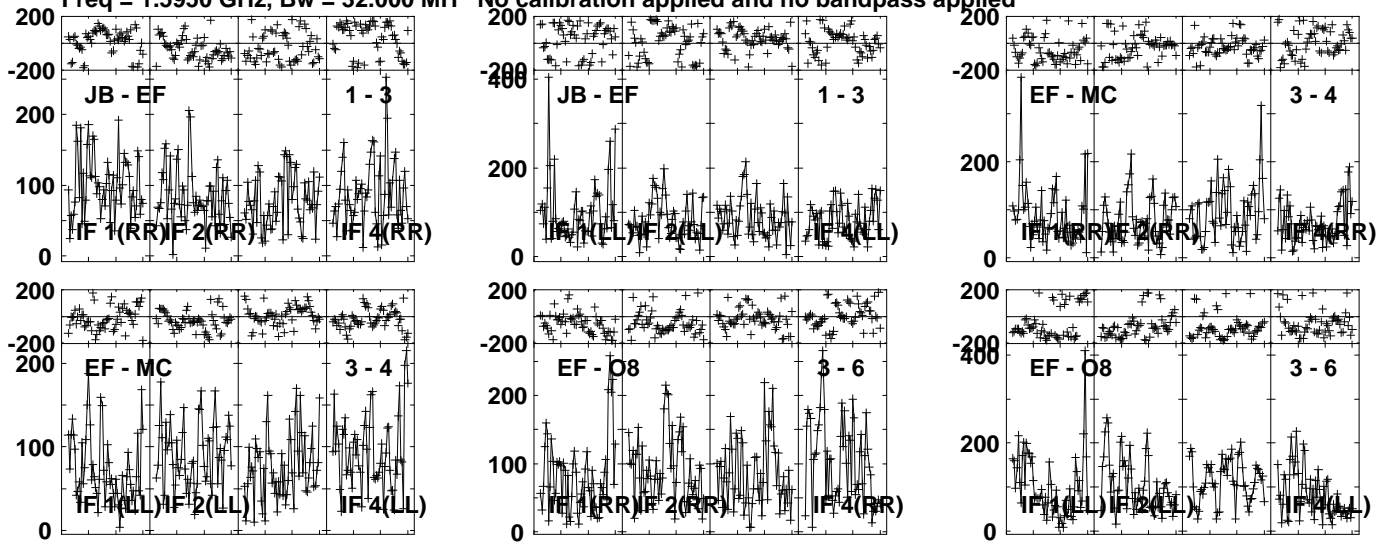 Freq = 1.5950 GHz, Bw = 32.000 MH No calibration applied and no bandpass applied
200
-200
JB - EF 1 - 3
200
100
0
IF 1(RR) IF 2(RR) IF 4(RR)
200
-200
400
JB - EF 1 - 3
200
0
IF 1(LL) IF 2(LL) IF 4(LL)
200
-200
EF - MC 3 - 4
200
0
IF 1(RR) IF 2(RR) IF 4(RR)
200
-200
200
EF - MC 3 - 4
100
0
IF 1(LL) IF 2(LL) IF 4(LL)
200
-200
EF - O8 3 - 6
200
100
0
IF 1(RR) IF 2(RR) IF 4(RR)
200
-200
400
EF - O8 3 - 6
200
0
IF 1(LL) IF 2(LL) IF 4(LL)